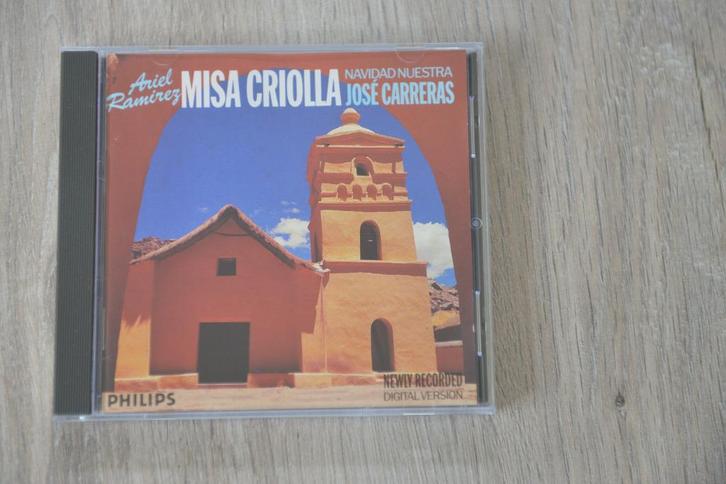 Ariel
Ramirez
MISA CRIOLLA
NAVIDAD NUESTRA
JOSÉ CARRERAS
NEWLY RECORDED
DIGITAL VERSION
PHILIPS